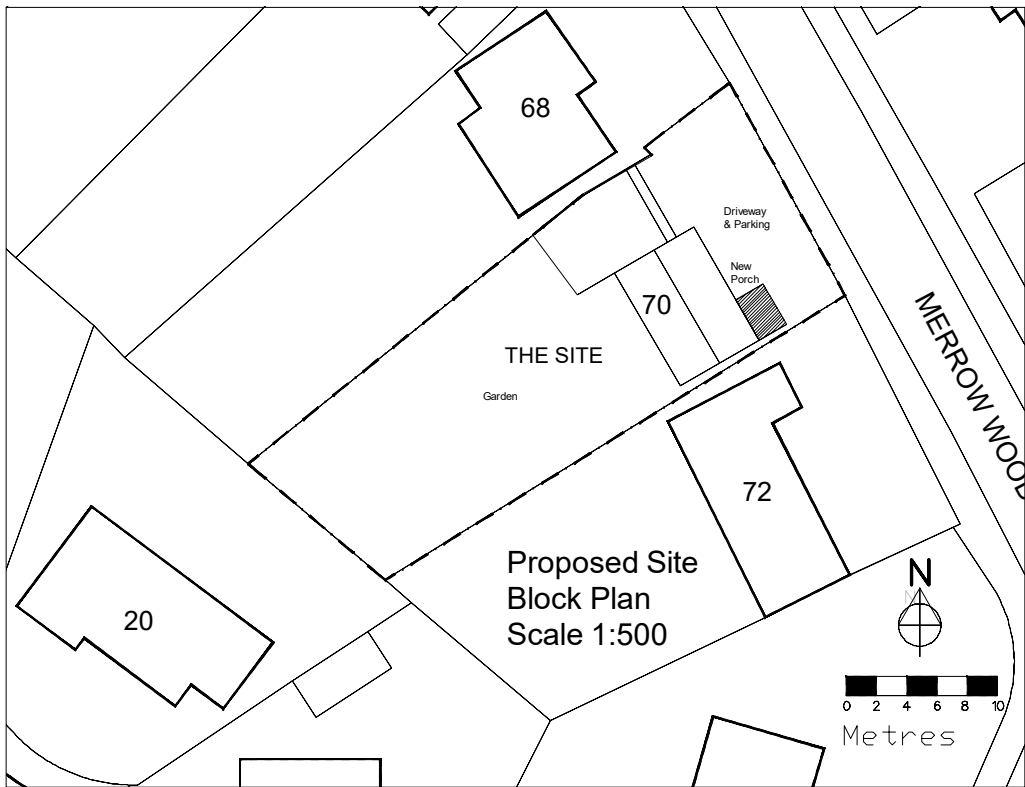 68
Driveway
& Parking
New
Porch
70
THE SITE
Garden
MERROW WOOD
72
Proposed Site
Block Plan
Scale 1:500
20
N
N
0 2 4 6 8 10
Metres